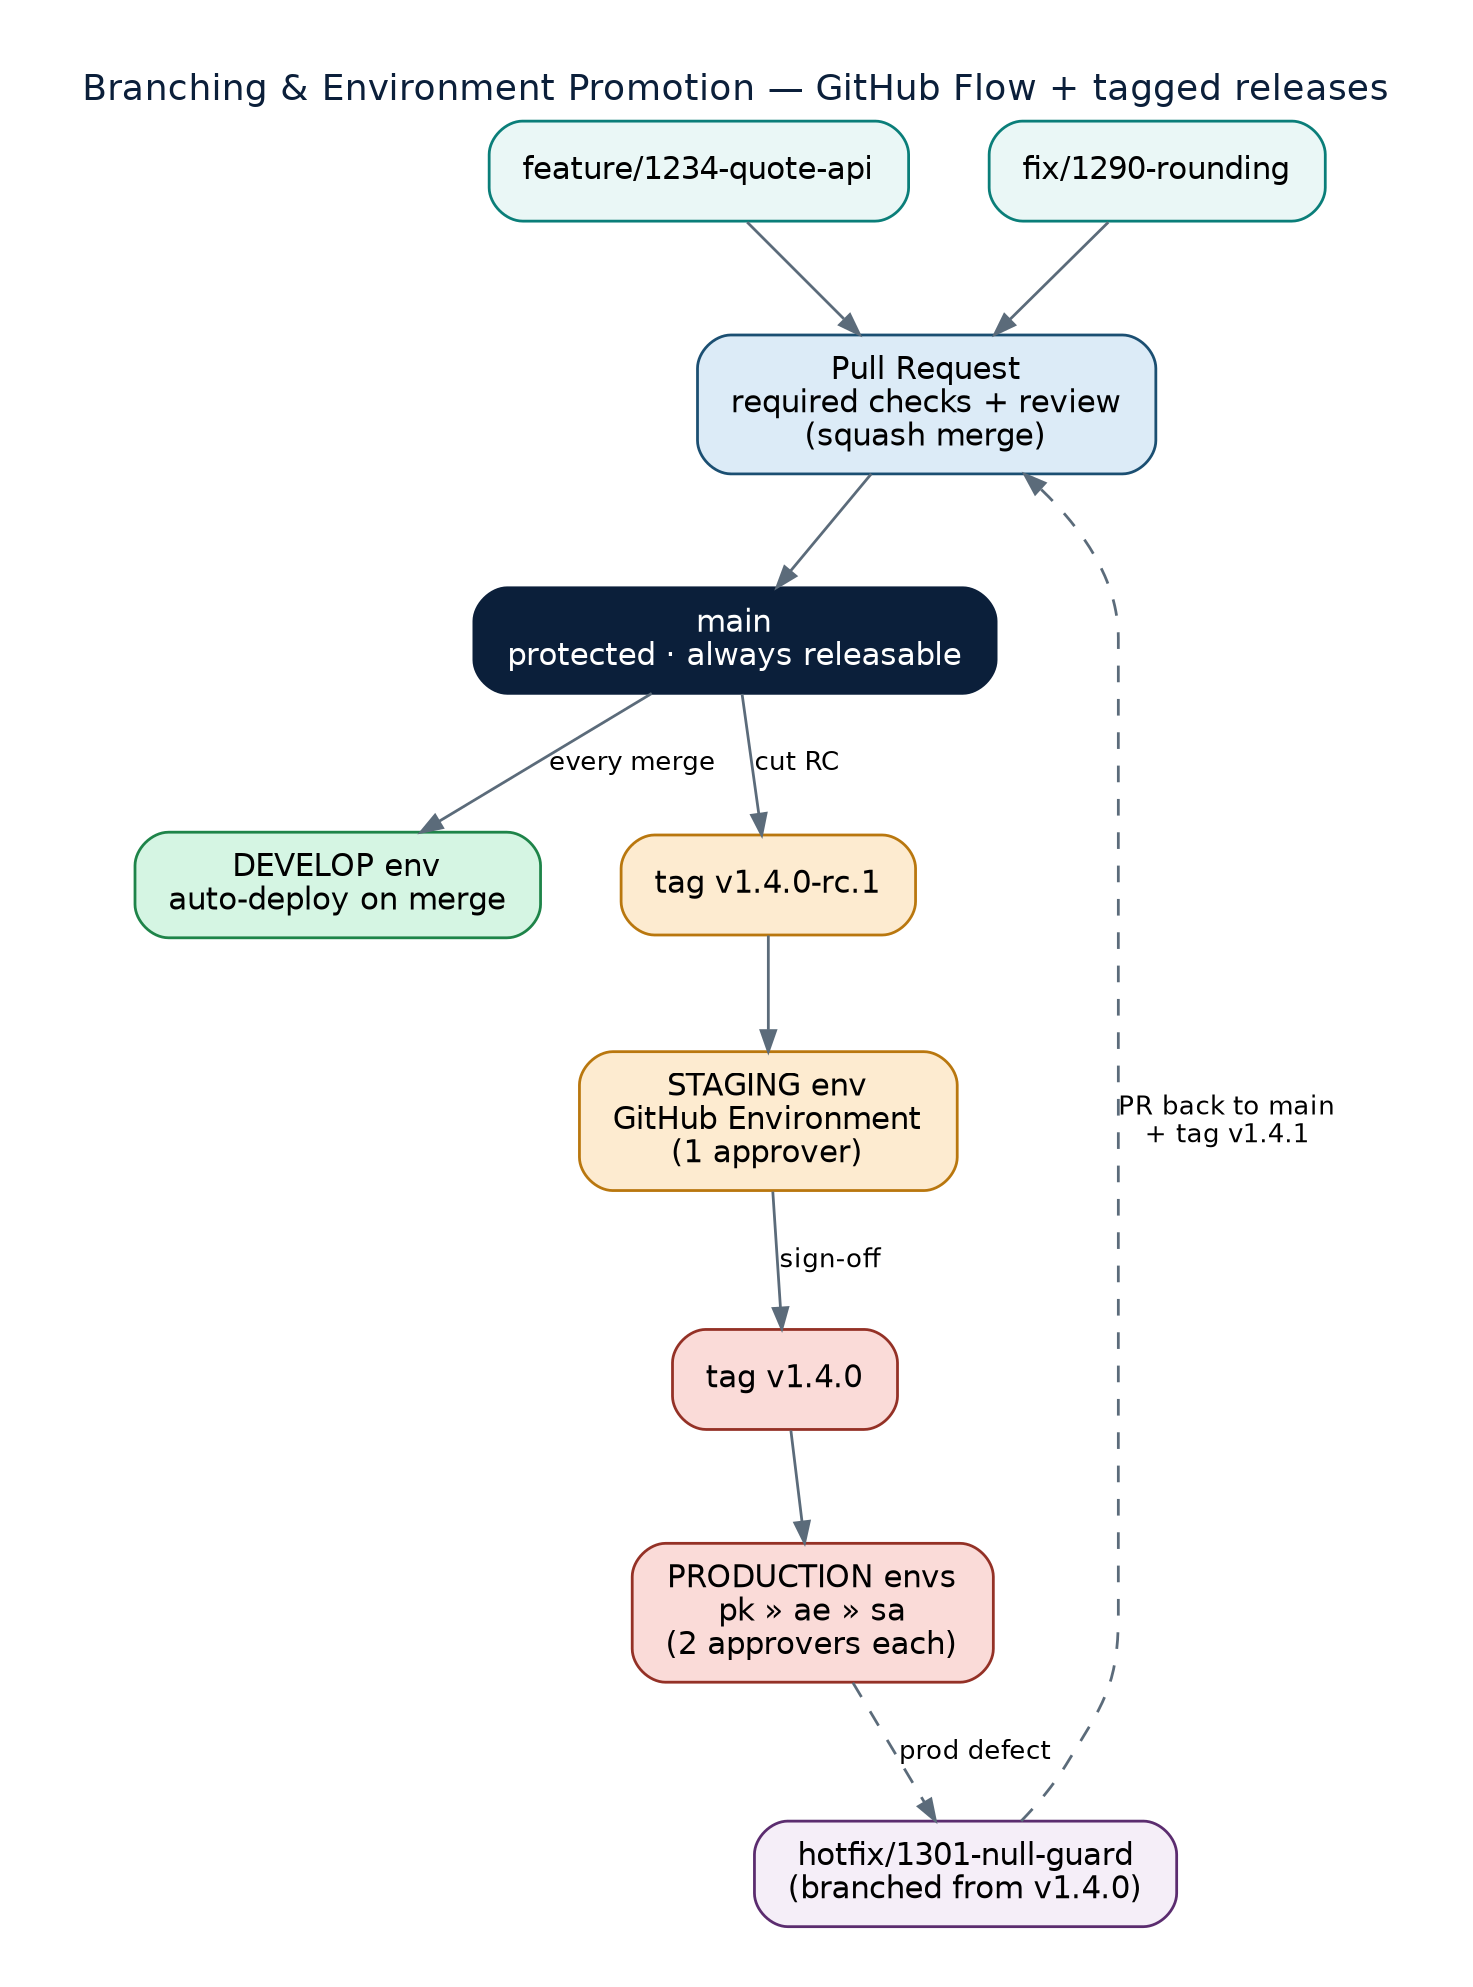 Branching & Environment Promotion — GitHub Flow + tagged releases
feature/1234-quote-api
fix/1290-rounding
Pull Request
required checks + review
(squash merge)
main
protected · always releasable
every merge
cut RC
DEVELOP env
auto-deploy on merge
tag v1.4.0-rc.1
STAGING env
GitHub Environment
(1 approver)
PR back to main
+ tag v1.4.1
sign-off
tag v1.4.0
PRODUCTION envs
pk » ae » sa
(2 approvers each)
prod defect
hotfix/1301-null-guard
(branched from v1.4.0)